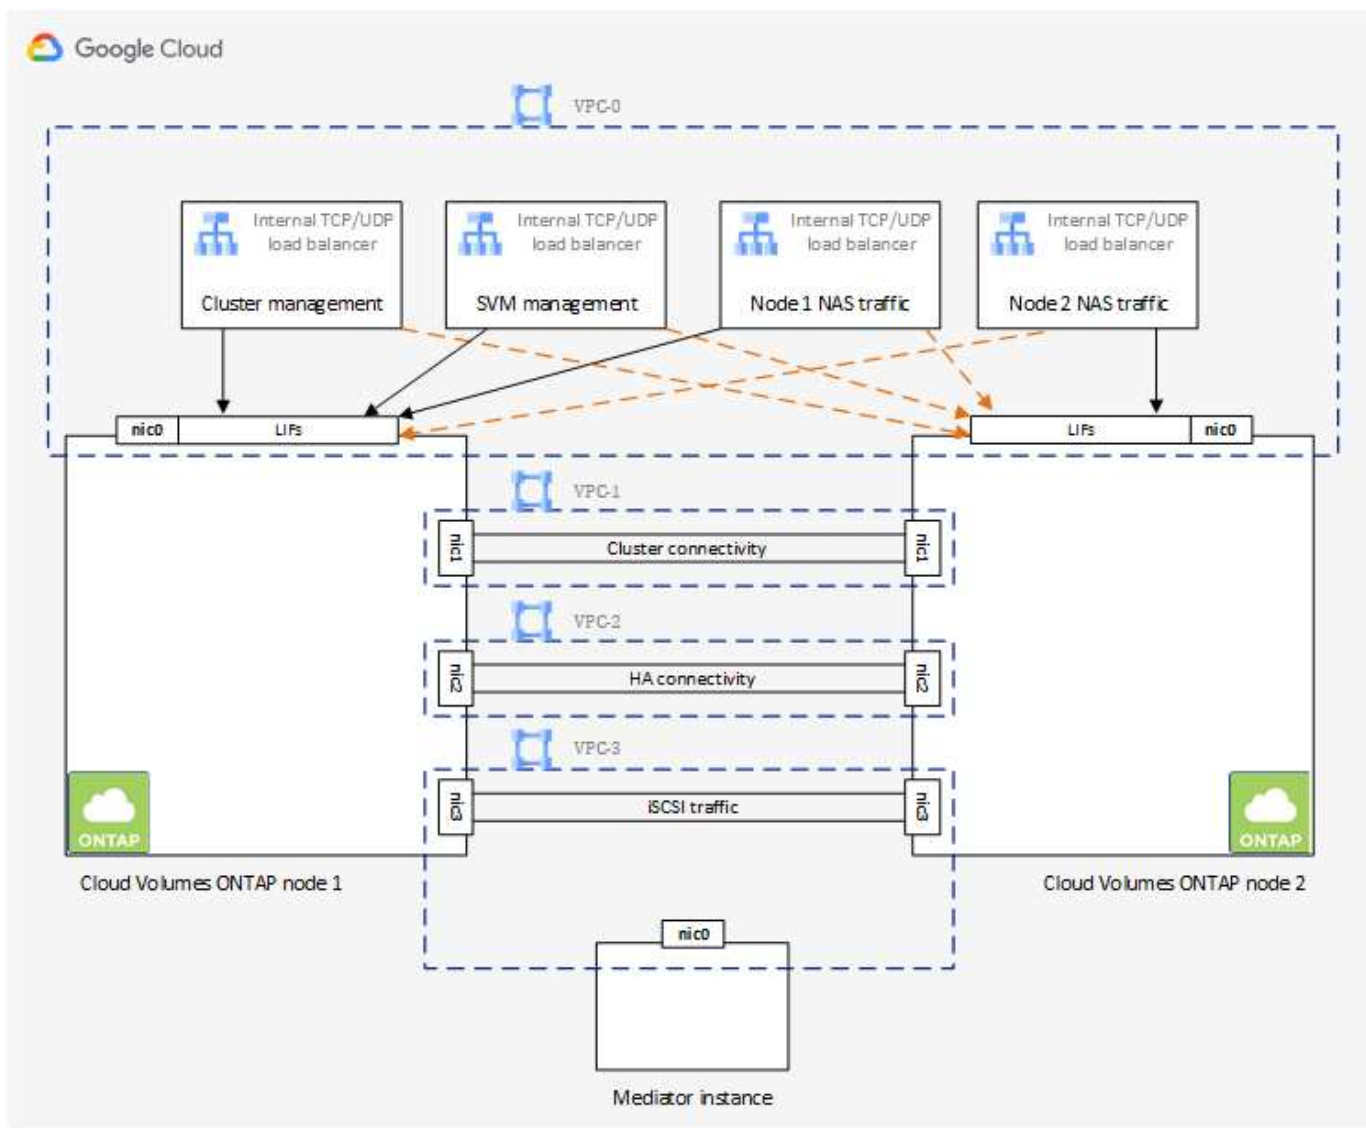 Google Cloud
VPC-0
Internal TCP/UDP
load balancer
Cluster management
Internal TCP/UDP
load balancer
SVM management
Internal TCP/UDP
load balancer
Node 1 NAS traffic
Internal TCP/UDP
load balancer
Node 2 NAS traffic
nic0
LIFs
LIFs
nic0
VPC-1
nic1
Cluster connectivity
nic1
VPC-2
nic2
HA connectivity
nic2
VPC-3
nic3
iSCSI traffic
nic3
ONTAP
ONTAP
Cloud Volumes ONTAP node 1
Cloud Volumes ONTAP node 2
nic0
Mediator instance